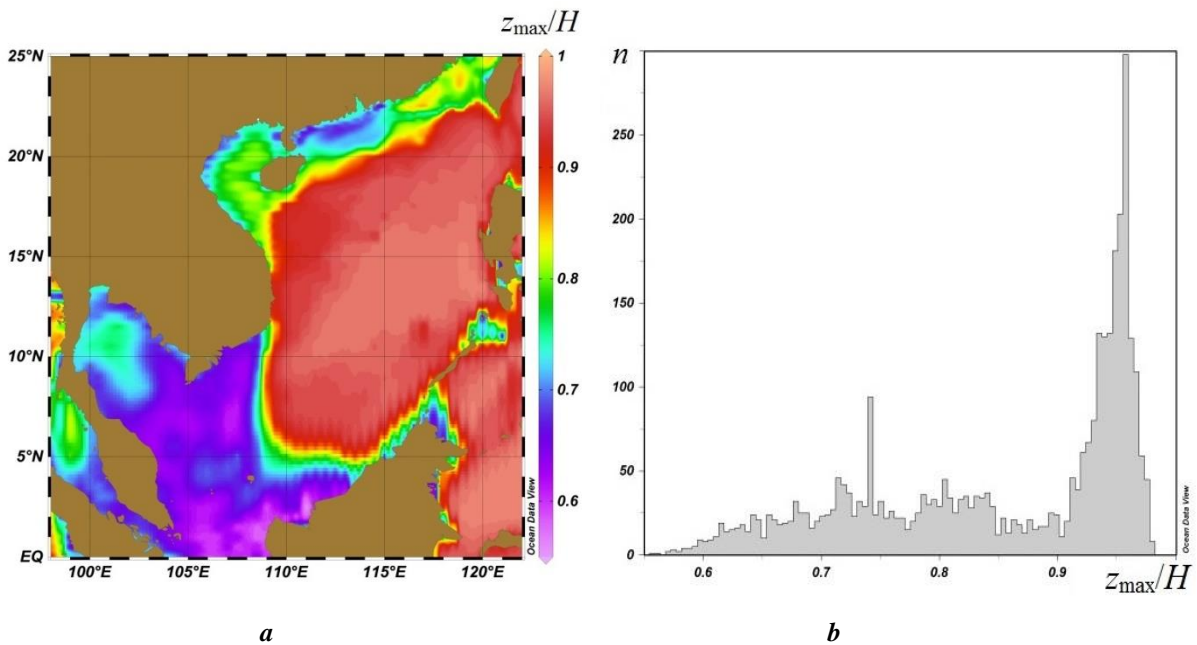 z_max/H
25°N
20°N
15°N
10°N
5°N
EQ
100°E
105°E
110°E
115°E
120°E
1
0.9
0.8
0.7
0.6
Ocean Data View
a
n
250
200
150
100
50
0
0.6
0.7
0.8
0.9
z_max/H
Ocean Data View
b